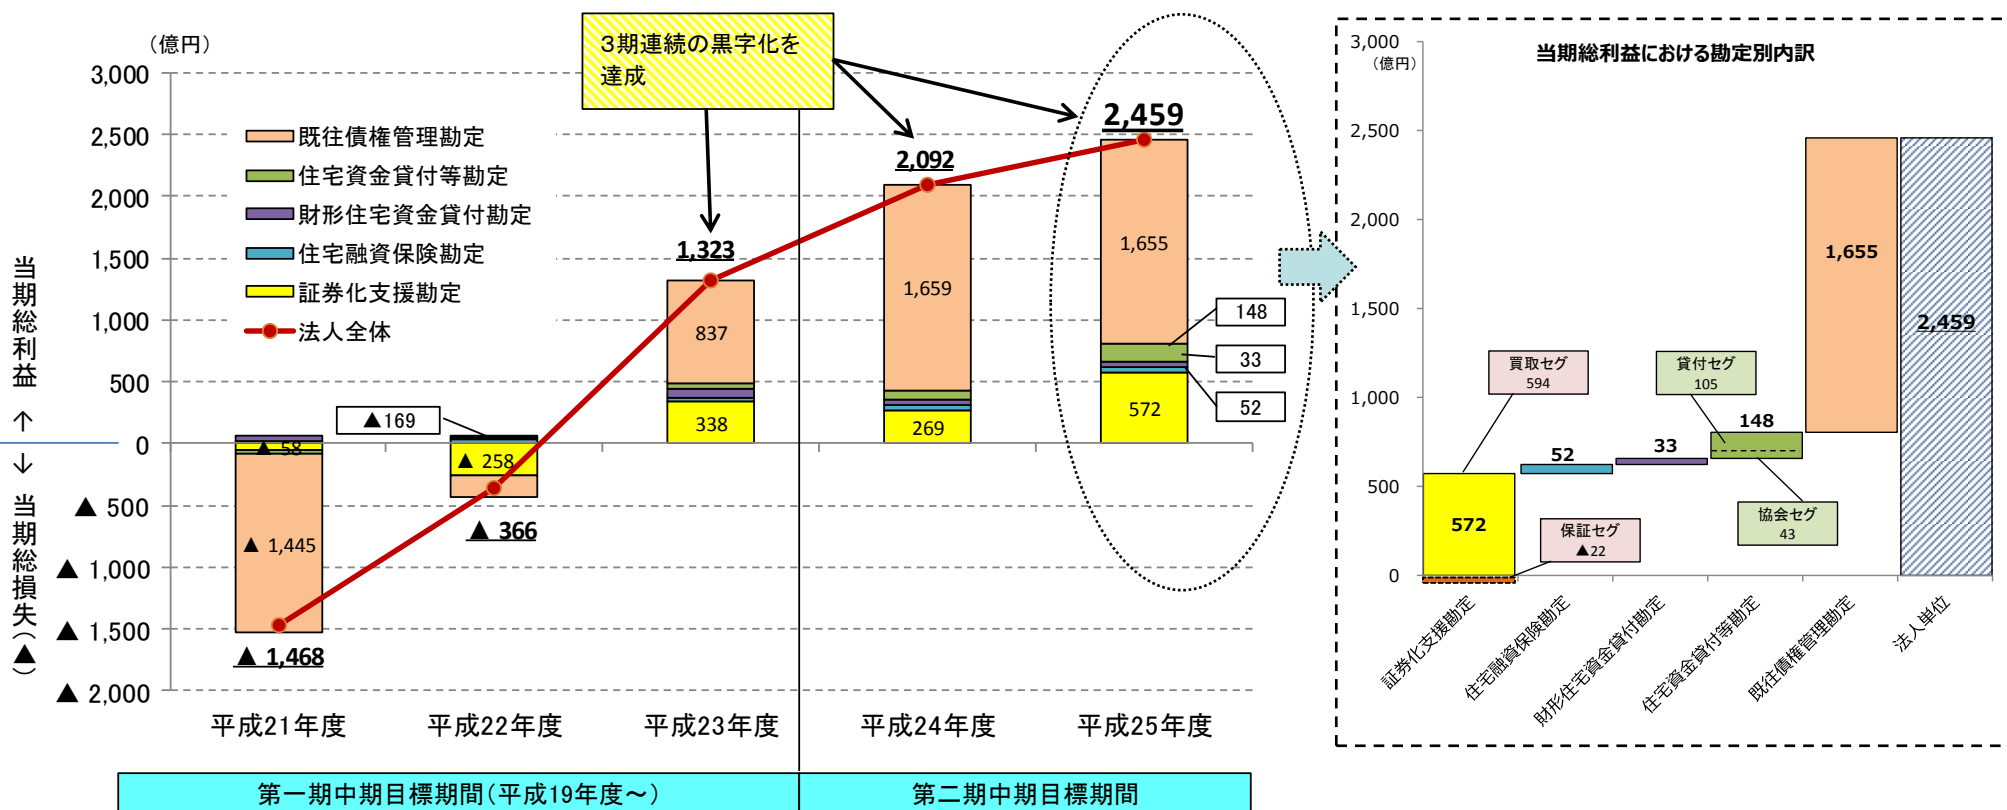 （億円）
3,000
2,500
2,000
1,500
1,000
500
0
▲ 500
▲ 1,000
▲ 1,500
▲ 2,000
当期総利益 ↑
↓ 当期総損失（▲）
3期連続の黒字化を
達成
既往債権管理勘定
住宅資金貸付等勘定
財形住宅資金貸付勘定
住宅融資保険勘定
証券化支援勘定
法人全体
▲ 58
▲ 1,445
▲ 1,468
▲169
▲ 258
▲ 366
1,323
837
338
2,092
1,659
269
2,459
1,655
572
148
33
52
平成21年度
平成22年度
平成23年度
平成24年度
平成25年度
第一期中期目標期間（平成19年度～）
第二期中期目標期間
当期総利益における勘定別内訳
3,000
（億円）
2,500
2,000
1,500
1,000
500
0
買取セグ
594
貸付セグ
105
保証セグ
▲22
協会セグ
43
572
52
33
148
1,655
2,459
証券化支援勘定
住宅融資保険勘定
財形住宅資金貸付勘定
住宅資金貸付等勘定
既往債権管理勘定
法人単位